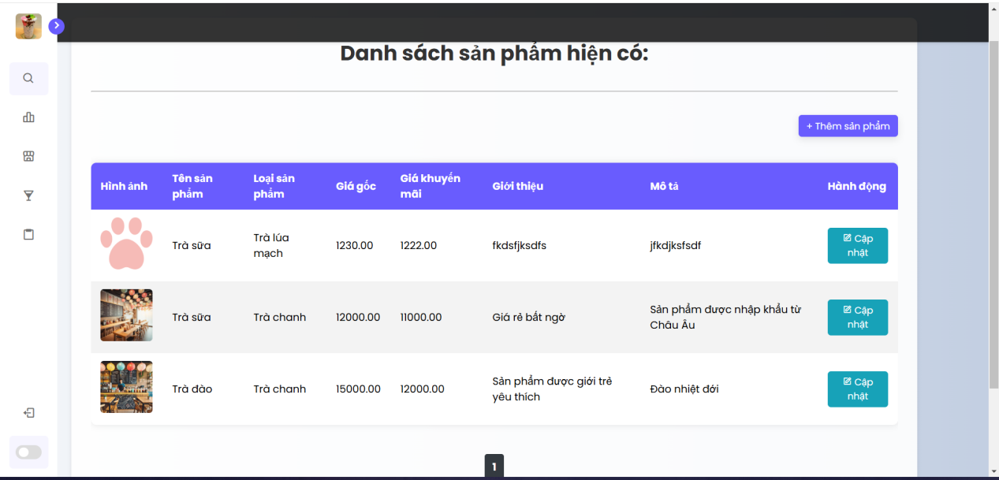 Danh sách sản phẩm hiện có:
+ Thêm sản phẩm
Hình ảnh
Tên sản
phẩm
Loại sản
phẩm
Giá gốc
Giá khuyến
mãi
Giới thiệu
Mô tả
Hành động
Trà sữa
Trà lúa
mạch
1230.00
1222.00
fkdsfjksdfs
jfkdjksfsdf
Cập
nhật
Trà sữa
Trà chanh
12000.00
11000.00
Giá rẻ bất ngờ
Sản phẩm được nhập khẩu từ
Châu Âu
Cập
nhật
Trà đào
Trà chanh
15000.00
12000.00
Sản phẩm được giới trẻ
yêu thích
Đào nhiệt đới
Cập
nhật
1